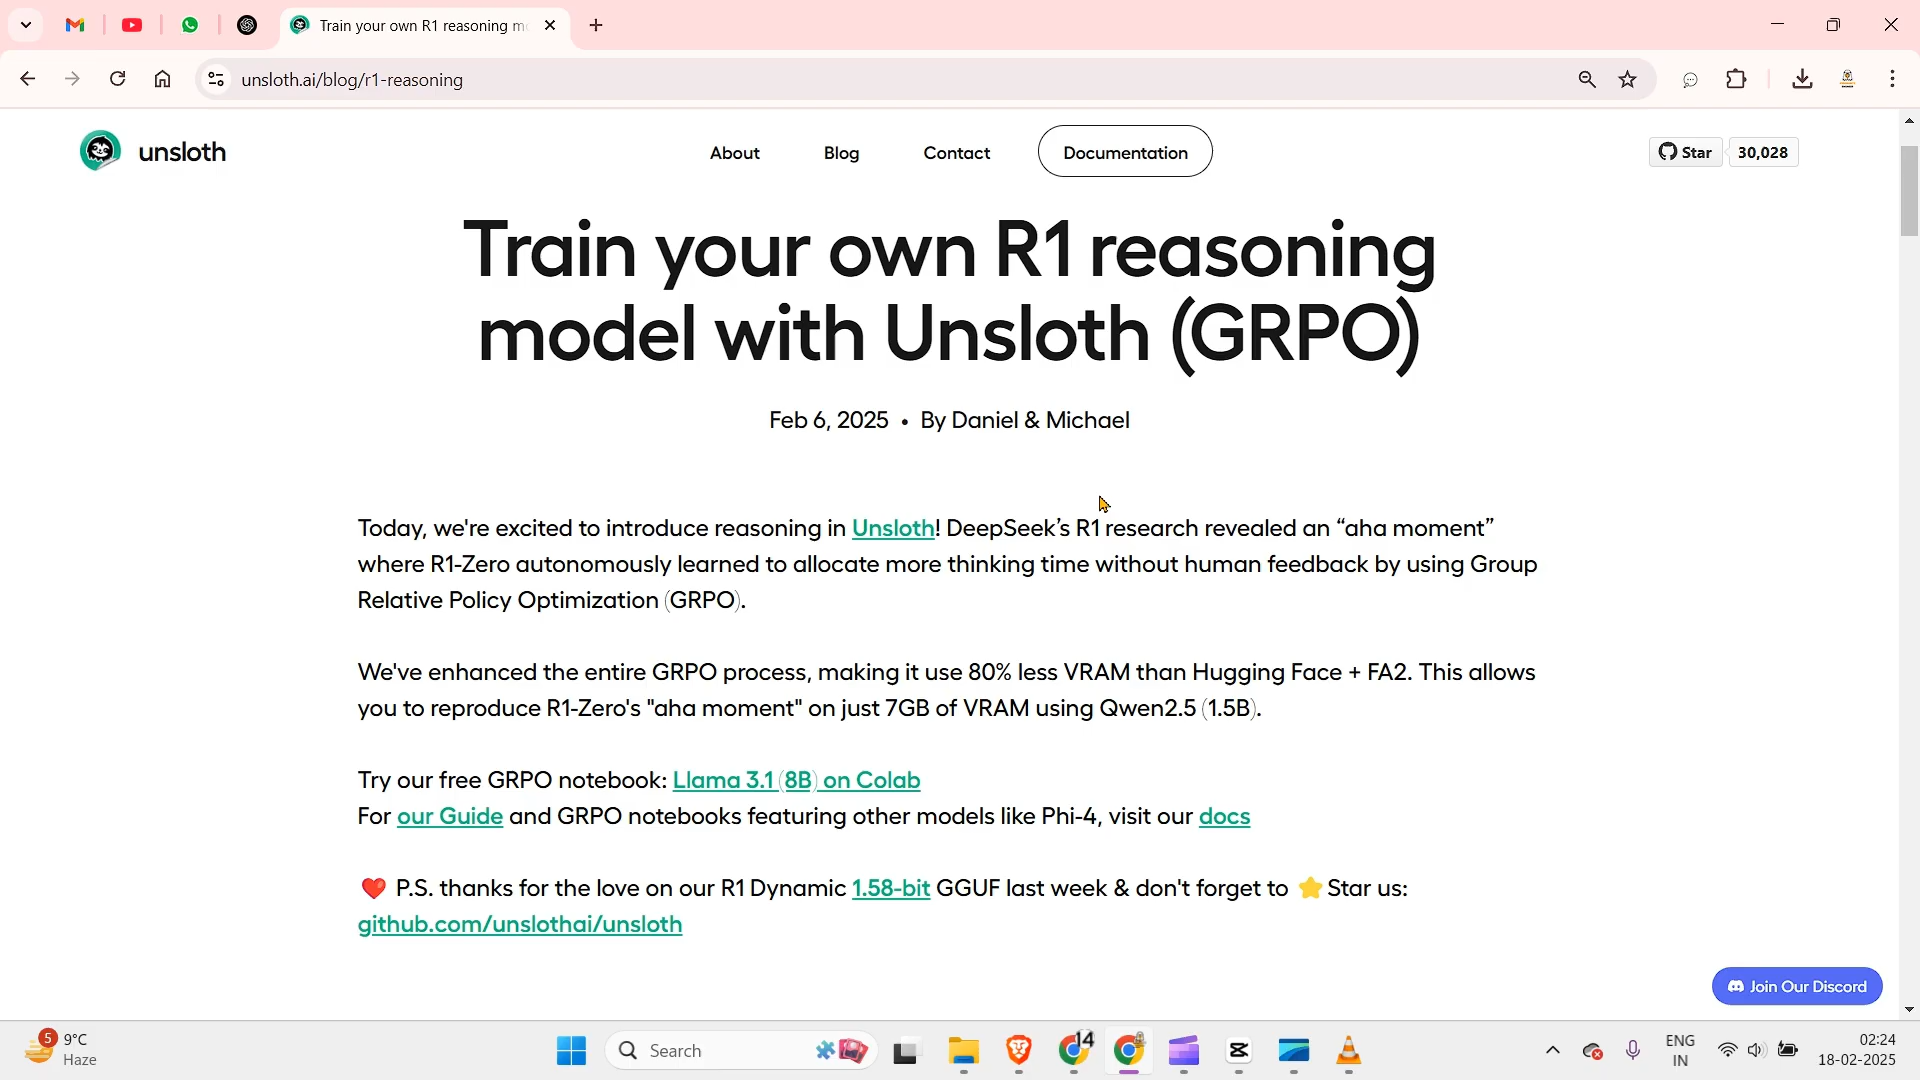 Train your own R1 reasoning m
unsloth.ai/blog/r1-reasoning
unsloth
About
Blog
Contact
Documentation
Star
30,028
Train your own R1 reasoning
model with Unsloth (GRPO)
Feb 6, 2025 • By Daniel & Michael
Today, we're excited to introduce reasoning in Unsloth! DeepSeek’s R1 research revealed an “aha moment”
where R1-Zero autonomously learned to allocate more thinking time without human feedback by using Group
Relative Policy Optimization (GRPO).
We've enhanced the entire GRPO process, making it use 80% less VRAM than Hugging Face + FA2. This allows
you to reproduce R1-Zero's "aha moment" on just 7GB of VRAM using Qwen2.5 (1.5B).
Try our free GRPO notebook: Llama 3.1 (8B) on Colab
For our Guide and GRPO notebooks featuring other models like Phi-4, visit our docs
❤️ P.S. thanks for the love on our R1 Dynamic 1.58-bit GGUF last week & don't forget to ⭐ Star us:
github.com/unslothai/unsloth
Join Our Discord
5
9°C
Haze
Search
14
ENG
IN
02:24
18-02-2025